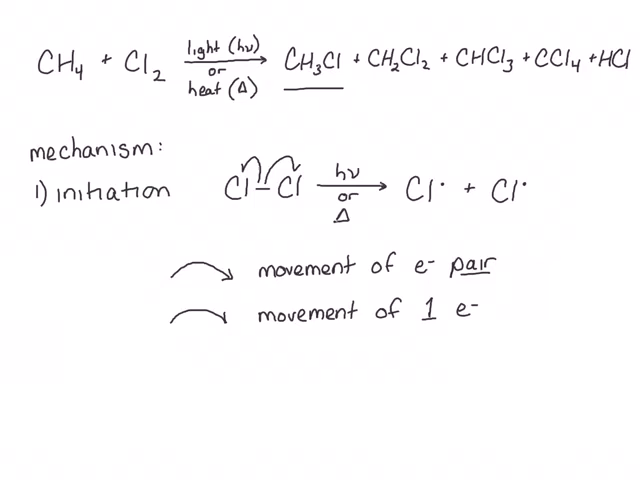 CH₄ + Cl₂ light (hν) or heat (Δ) → CH₃Cl + CH₂Cl₂ + CHCl₃ + CCl₄ + HCl
mechanism:
1) initiation Cl–Cl hν or Δ → Cl· + Cl·
movement of e- pair
movement of 1 e-